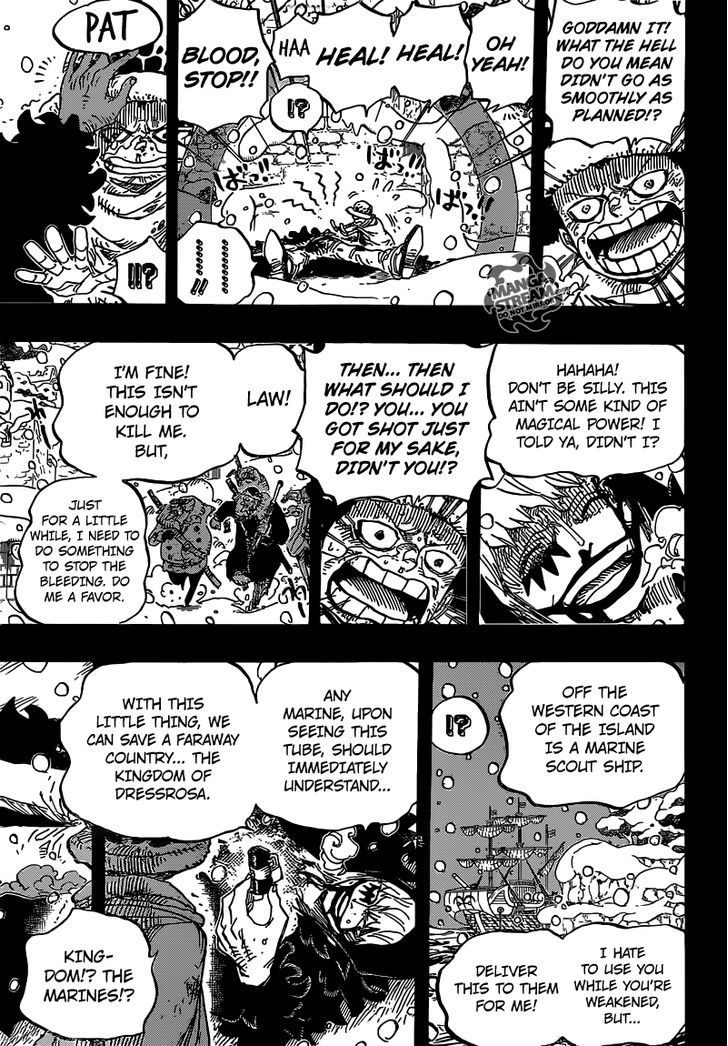 GODDAMN IT!
WHAT THE HELL
DO YOU MEAN
DIDN'T GO AS
SMOOTHLY AS
PLANNED!?
OH
YEAH!
HEAL! HEAL!
HAA
BLOOD,
STOP!!
!?
ばっ!!
ばっ!!
ばっ!!
........
........
!!
PAT
!!?
HAHAHA!
DON'T BE SILLY. THIS
AIN'T SOME KIND OF
MAGICAL POWER! I
TOLD YA, DIDN'T I?
THEN... THEN
WHAT SHOULD I
DO!? YOU... YOU
GOT SHOT JUST
FOR MY SAKE,
DIDN'T YOU!?
LAW!
I'M FINE!
THIS ISN'T
ENOUGH TO
KILL ME.
BUT,
JUST
FOR A LITTLE
WHILE, I NEED TO
DO SOMETHING
TO STOP THE
BLEEDING. DO
ME A FAVOR.
OFF THE
WESTERN COAST
OF THE ISLAND
IS A MARINE
SCOUT SHIP.
!?
I HATE
TO USE YOU
WHILE YOU'RE
WEAKENED,
BUT...
DELIVER
THIS TO THEM
FOR ME!
ANY
MARINE, UPON
SEEING THIS
TUBE, SHOULD
IMMEDIATELY
UNDERSTAND...
WITH THIS
LITTLE THING, WE
CAN SAVE A FARAWAY
COUNTRY... THE
KINGDOM OF
DRESSROSA.
KING-
DOM!? THE
MARINES!?
MANGA
STREAM